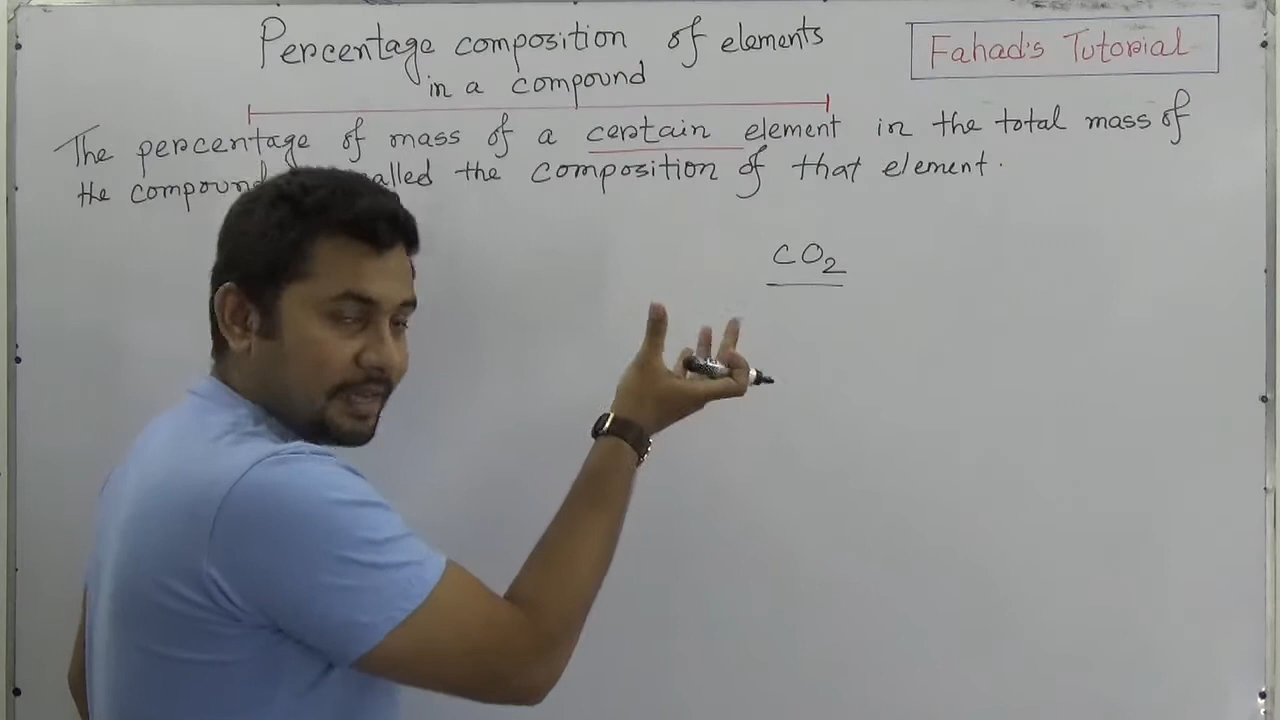 Percentage composition of elements
in a compound
Fahad's Tutorial
The percentage of mass of a certain element in the total mass of
the compound called the composition of that element.
CO2